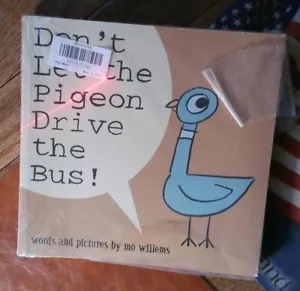 Don't
Let the
Pigeon
Drive
the
Bus!
words and pictures by mo willems